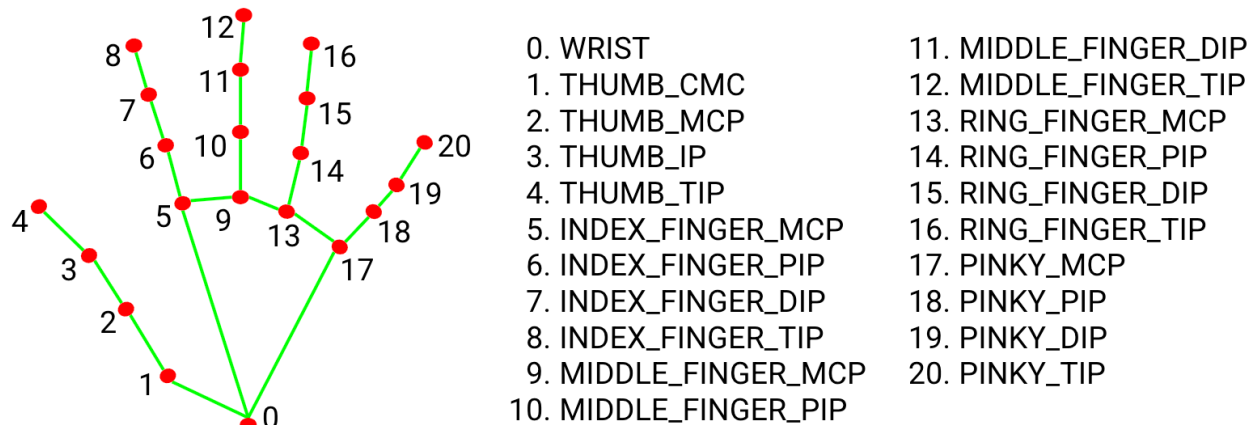 12
8
16
11
7
15
10
6
14
20
19
4
5
9
13
18
3
17
2
1
0
0. WRIST
1. THUMB_CMC
2. THUMB_MCP
3. THUMB_IP
4. THUMB_TIP
5. INDEX_FINGER_MCP
6. INDEX_FINGER_PIP
7. INDEX_FINGER_DIP
8. INDEX_FINGER_TIP
9. MIDDLE_FINGER_MCP
10. MIDDLE_FINGER_PIP
11. MIDDLE_FINGER_DIP
12. MIDDLE_FINGER_TIP
13. RING_FINGER_MCP
14. RING_FINGER_PIP
15. RING_FINGER_DIP
16. RING_FINGER_TIP
17. PINKY_MCP
18. PINKY_PIP
19. PINKY_DIP
20. PINKY_TIP